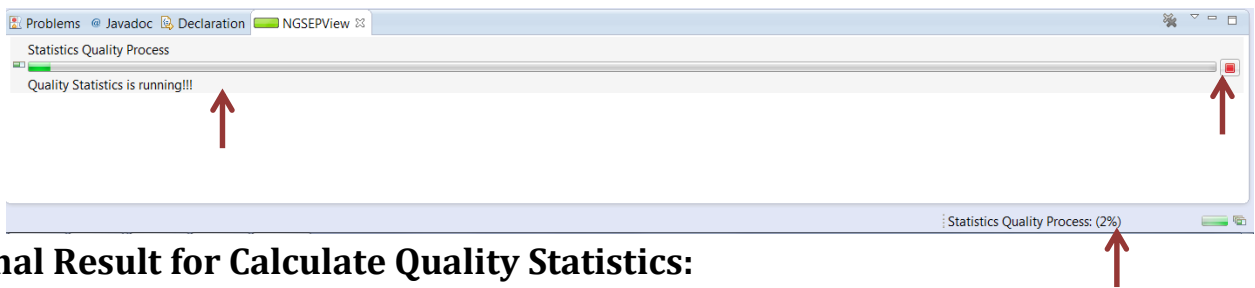 Problems @ Javadoc Declaration NGSEPView
Statistics Quality Process
Quality Statistics is running!!!
Statistics Quality Process: (2%)
Result for Calculate Quality Statistics: